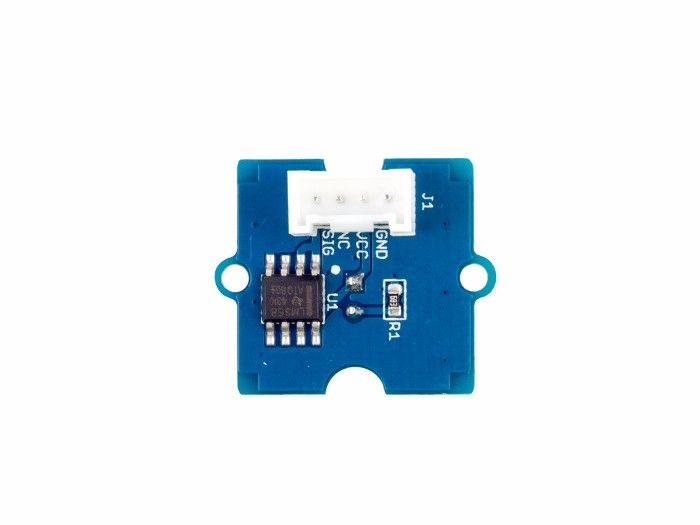 J1
SIG
NC
VCC
GND
U1
R1
LM358